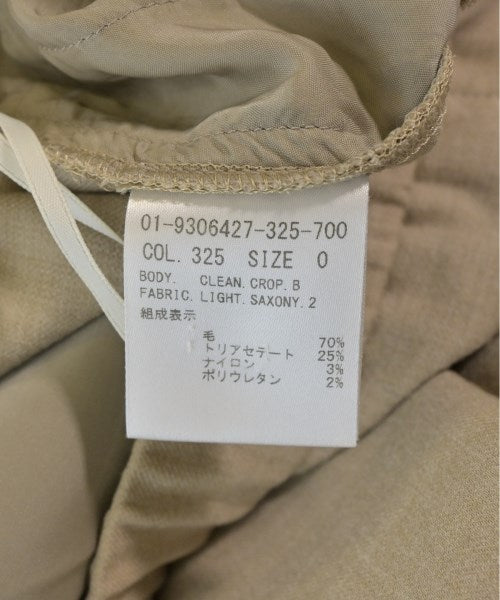 01-9306427-325-700
COL. 325 SIZE 0
BODY. CLEAN. CROP. B
FABRIC. LIGHT. SAXONY. 2
組成表示
毛 70%
トリアセテート 25%
ナイロン 3%
ポリウレタン 2%